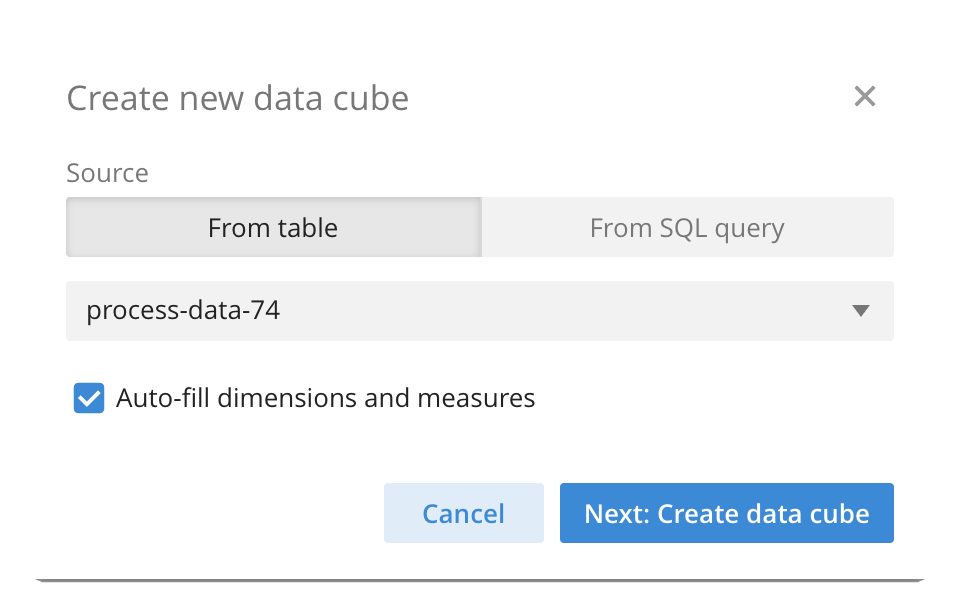 Create new data cube
Source
From table
From SQL query
process-data-74
Auto-fill dimensions and measures
Cancel
Next: Create data cube